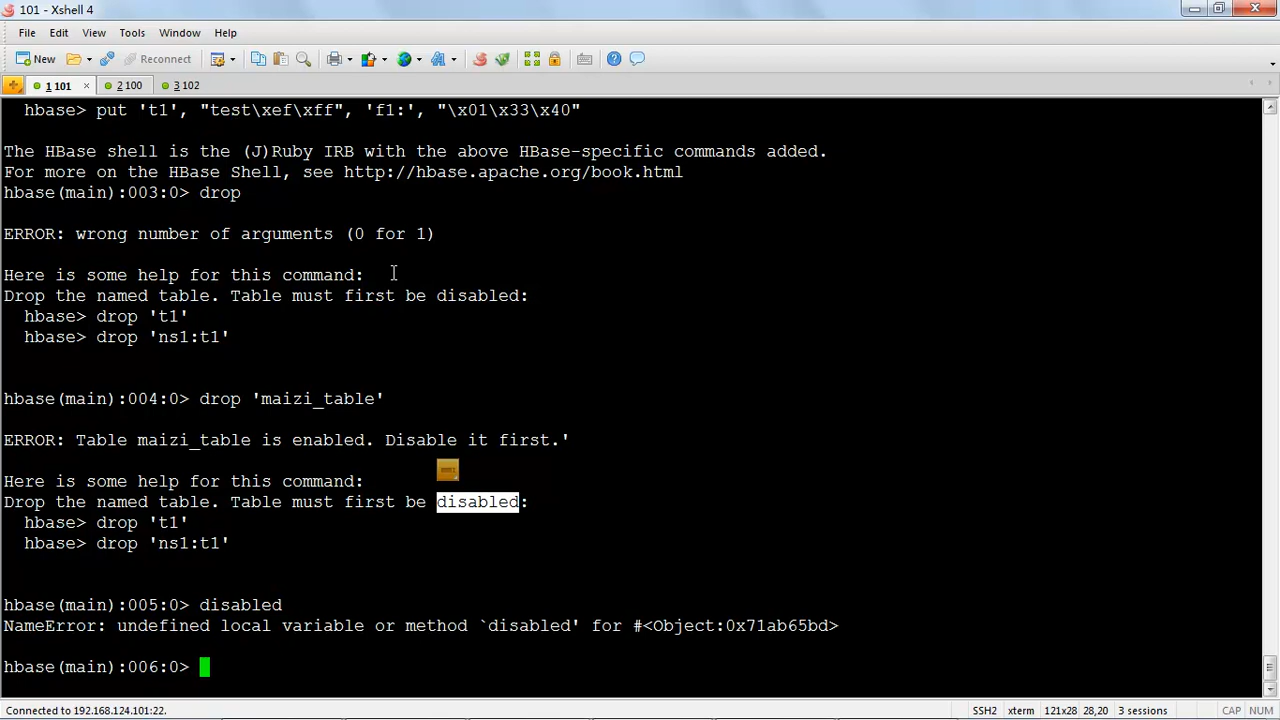 101 - Xshell 4
File Edit View Tools Window Help
New Reconnect
1 101 × 2 100 3 102
hbase> put 't1', "test\xef\xff", 'f1:', "\x01\x33\x40"
The HBase shell is the (J)Ruby IRB with the above HBase-specific commands added.
For more on the HBase Shell, see http://hbase.apache.org/book.html
hbase(main):003:0> drop
ERROR: wrong number of arguments (0 for 1)
Here is some help for this command:
Drop the named table. Table must first be disabled:
hbase> drop 't1'
hbase> drop 'ns1:t1'
hbase(main):004:0> drop 'maizi_table'
ERROR: Table maizi_table is enabled. Disable it first.'
Here is some help for this command:
Drop the named table. Table must first be disabled:
hbase> drop 't1'
hbase> drop 'ns1:t1'
hbase(main):005:0> disabled
NameError: undefined local variable or method `disabled' for #<Object:0x71ab65bd>
hbase(main):006:0>
Connected to 192.168.124.101:22. SSH2 xterm 121x28 28,20 3 sessions CAP NUM